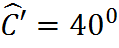 Ĉ′ = 40⁰